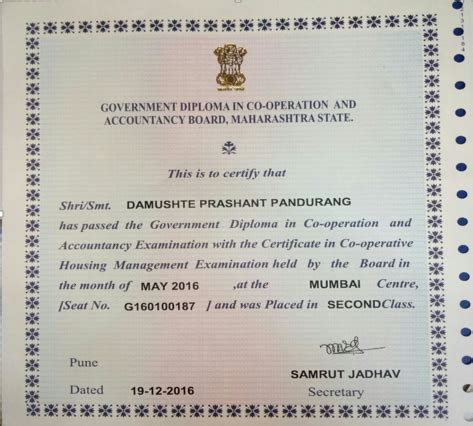 GOVERNMENT DIPLOMA IN CO-OPERATION AND
ACCOUNTANCY BOARD, MAHARASHTRA STATE.
This is to certify that
Shri/Smt. DAMUSHTE PRASHANT PANDURANG
has passed the Government Diploma in Co-operation and
Accountancy Examination with the Certificate in Co-operative
Housing Management Examination held by the Board in
the month of MAY 2016 ,at the MUMBAI Centre,
[Seat No. G160100187 ] and was Placed in SECOND Class.
Pune
SAMRUT JADHAV
Dated 19-12-2016 Secretary